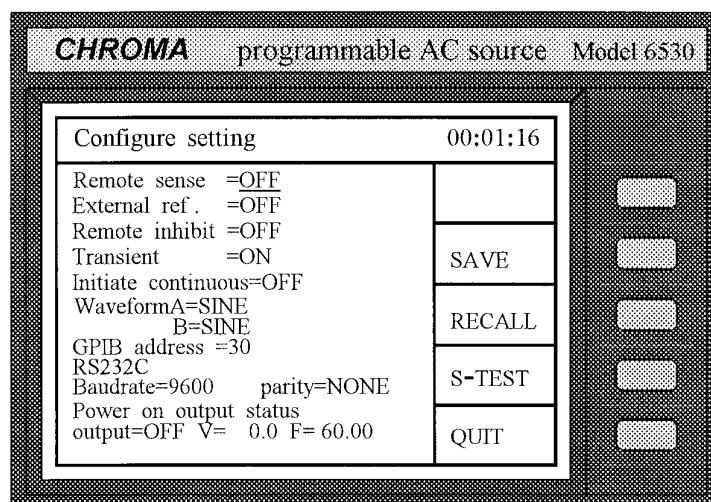 CHROMA programmable AC source Model 6530
Configure setting 00:01:16
Remote sense =OFF
External ref. =OFF
Remote inhibit =OFF
Transient =ON
Initiate continuous=OFF
WaveformA=SINE
B=SINE
GPIB address =30
RS232C
Baudrate=9600 parity=NONE
Power on output status
output=OFF V= 0.0 F= 60.00
SAVE
RECALL
S-TEST
QUIT